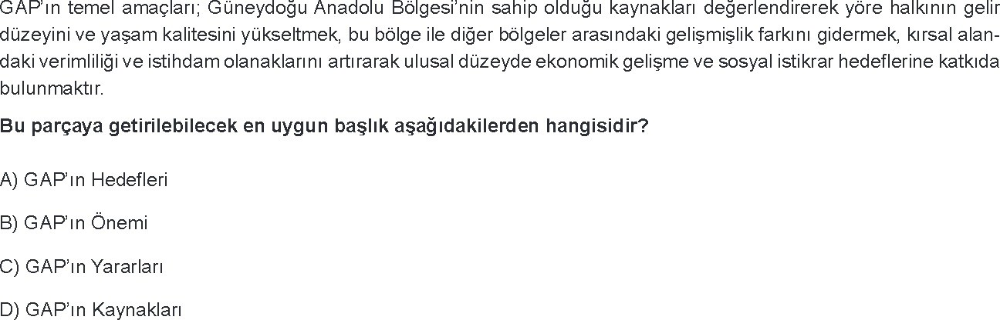 GAP’ın temel amaçları; Güneydoğu Anadolu Bölgesi’nin sahip olduğu kaynakları değerlendirerek yöre halkının gelir
düzeyini ve yaşam kalitesini yükseltmek, bu bölge ile diğer bölgeler arasındaki gelişmişlik farkını gidermek, kırsal alan-
daki verimliliği ve istihdam olanaklarını artırarak ulusal düzeyde ekonomik gelişme ve sosyal istikrar hedeflerine katkıda
bulunmaktır.
Bu parçaya getirilebilecek en uygun başlık aşağıdakilerden hangisidir?
A) GAP’ın Hedefleri
B) GAP’ın Önemi
C) GAP’ın Yararları
D) GAP’ın Kaynakları